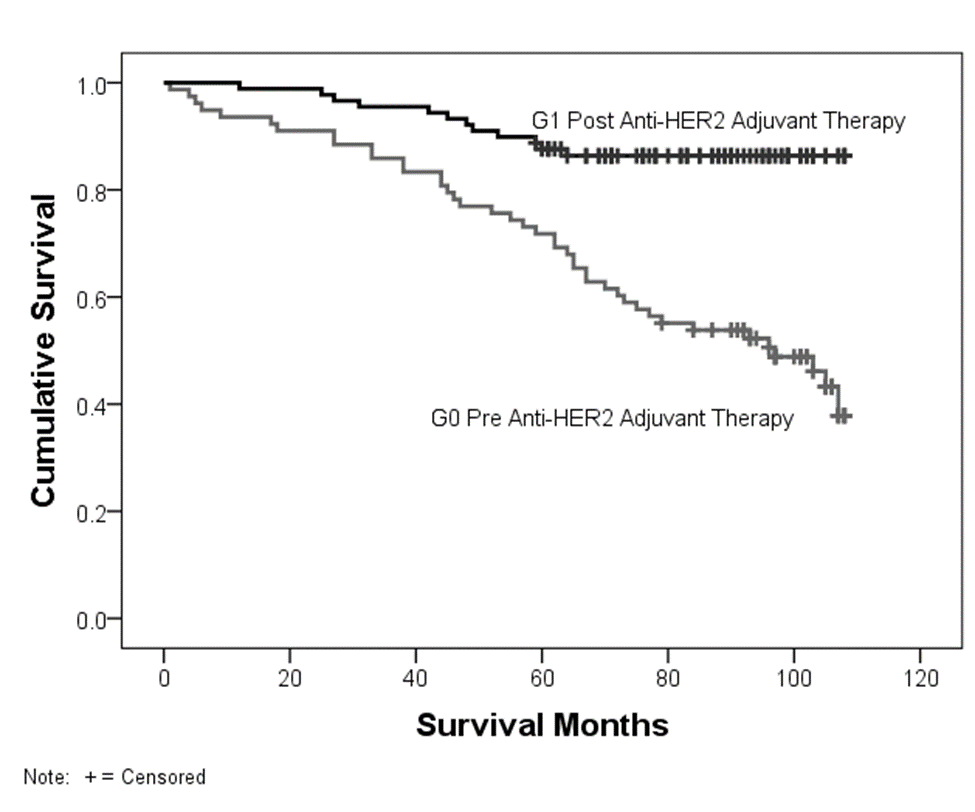 1.0
0.8
0.6
0.4
0.2
0.0
Cumulative Survival
G1 Post Anti-HER2 Adjuvant Therapy
G0 Pre Anti-HER2 Adjuvant Therapy
0 20 40 60 80 100 120
Survival Months
Note: + = Censored